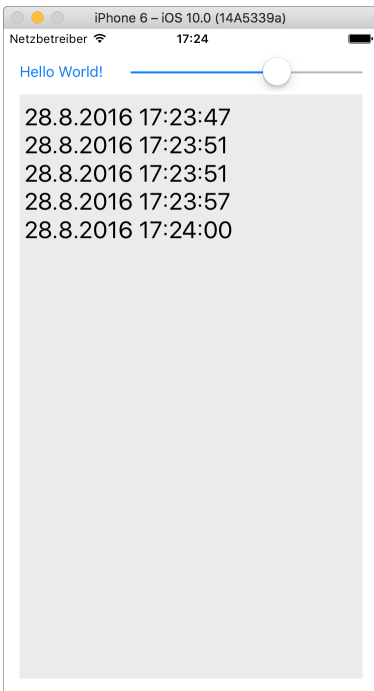 iPhone 6 – iOS 10.0 (14A5339a)
Netzbetreiber 17:24
Hello World!
28.8.2016 17:23:47
28.8.2016 17:23:51
28.8.2016 17:23:51
28.8.2016 17:23:57
28.8.2016 17:24:00